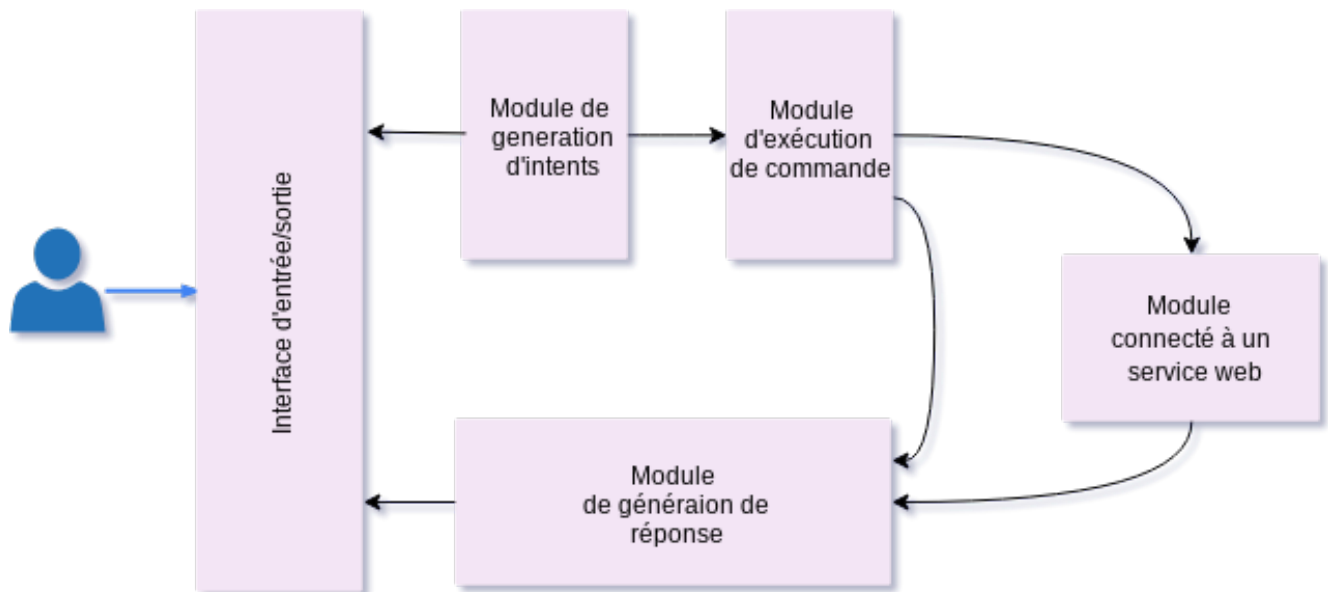 Interface d'entrée/sortie
Module de
generation
d'intents
Module
d'exécution
de commande
Module
connecté à un
service web
Module
de généraion de
réponse